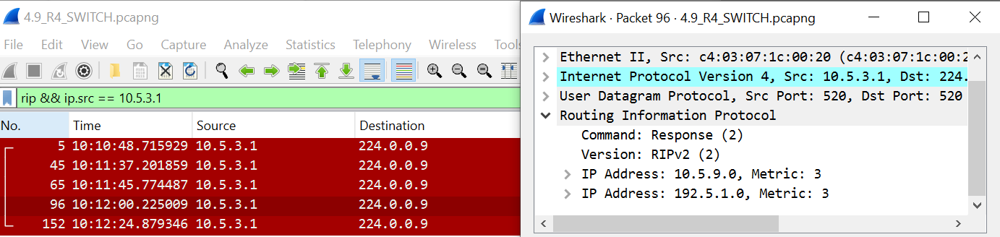 4.9_R4_SWITCH.pcapng
File Edit View Go Capture Analyze Statistics Telephony Wireless Tools
rip && ip.src == 10.5.3.1
No. Time Source Destination
5 10:10:48.715929 10.5.3.1 224.0.0.9
45 10:11:37.201859 10.5.3.1 224.0.0.9
65 10:11:45.774487 10.5.3.1 224.0.0.9
96 10:12:00.225009 10.5.3.1 224.0.0.9
152 10:12:24.879346 10.5.3.1 224.0.0.9
Wireshark · Packet 96 · 4.9_R4_SWITCH.pcapng
Ethernet II, Src: c4:03:07:1c:00:20 (c4:03:07:1c:00:2
Internet Protocol Version 4, Src: 10.5.3.1, Dst: 224.
User Datagram Protocol, Src Port: 520, Dst Port: 520
Routing Information Protocol
Command: Response (2)
Version: RIPv2 (2)
IP Address: 10.5.9.0, Metric: 3
IP Address: 192.5.1.0, Metric: 3